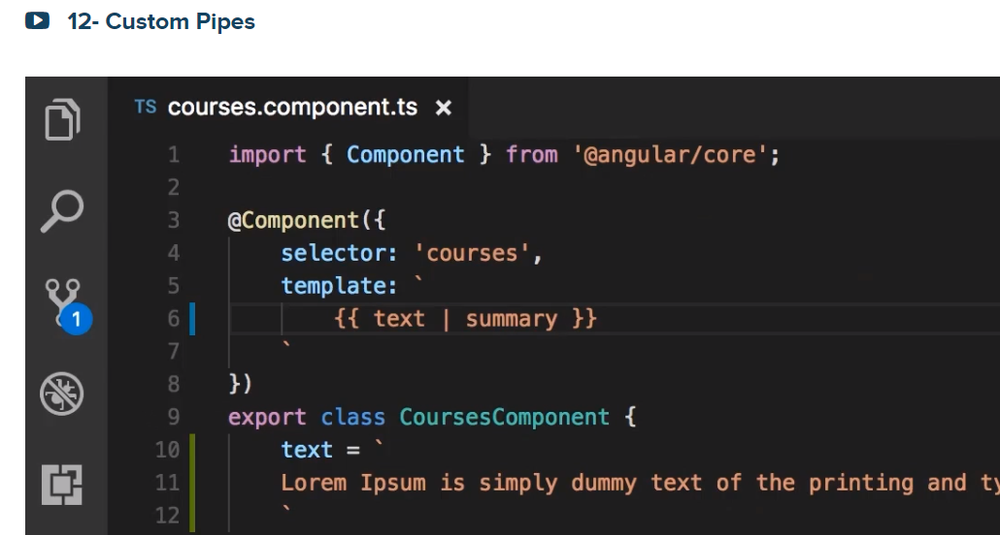 12- Custom Pipes
TS courses.component.ts ×
1 import { Component } from '@angular/core';
2
3 @Component({
4 selector: 'courses',
5 template: `
6 {{ text | summary }}
7 `
8 })
9 export class CoursesComponent {
10 text = `
11 Lorem Ipsum is simply dummy text of the printing and ty
12 `
1